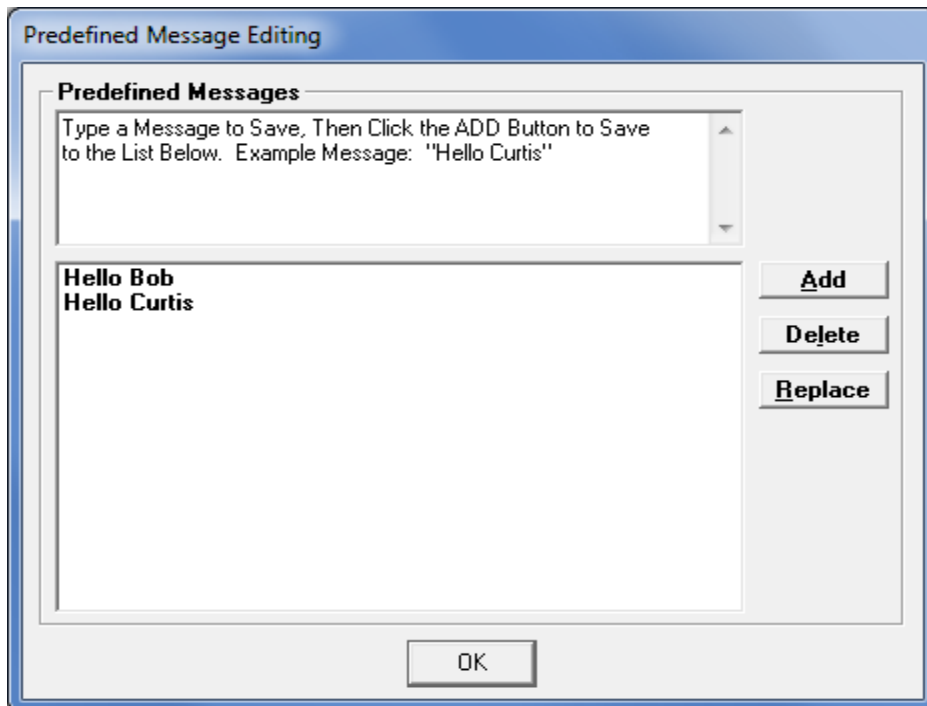 Predefined Message Editing
Predefined Messages
Type a Message to Save, Then Click the ADD Button to Save
to the List Below.  Example Message:  "Hello Curtis"
Hello Bob
Hello Curtis
Add
Delete
Replace
OK